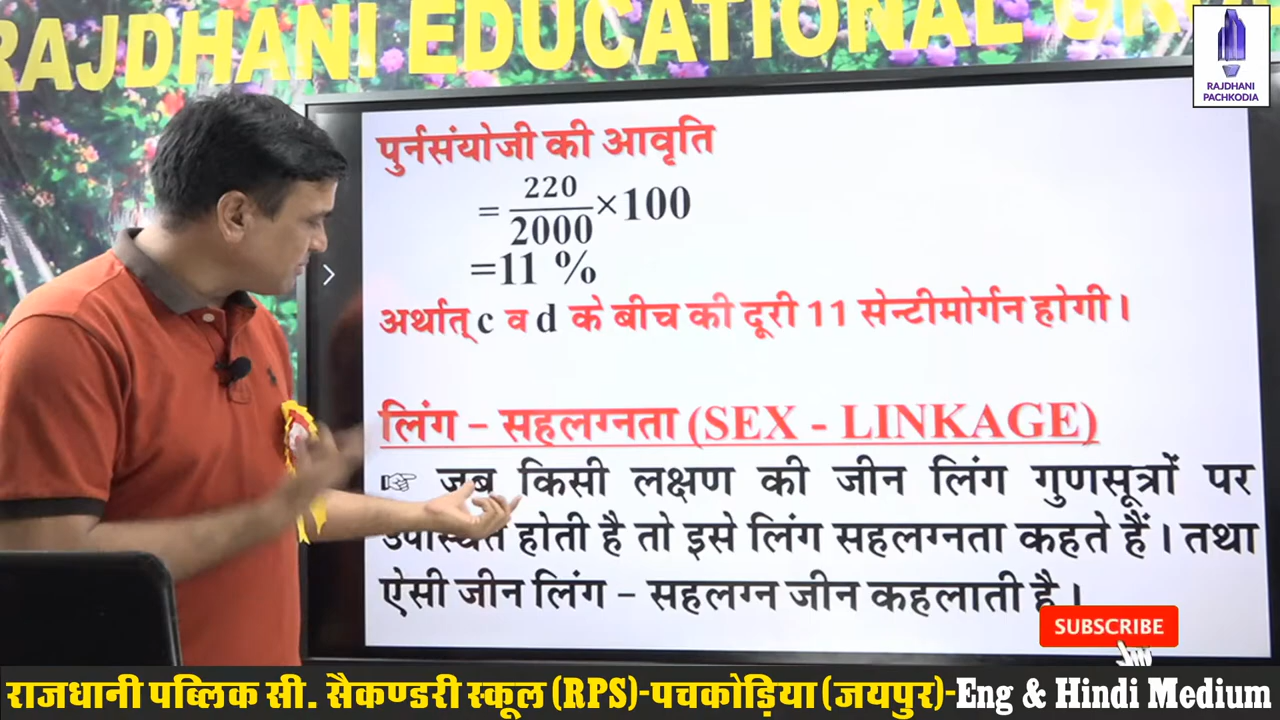 RAJDHANI EDUCATIONAL
RAJDHANI
PACHKODIA
पुर्नसंयोजी की आवृति
= 220/2000 ×100
=11 %
अर्थात् c व d के बीच की दूरी 11 सेन्टीमोर्गन होगी।
लिंग – सहलग्नता (SEX - LINKAGE)
☞ जब किसी लक्षण की जीन लिंग गुणसूत्रों पर
होती है तो इसे लिंग सहलग्नता कहते हैं। तथा
ऐसी जीन लिंग – सहलग्न जीन कहलाती है।
SUBSCRIBE
राजधानी पब्लिक सी. सैकण्डरी स्कूल (RPS)-पचकोड़िया (जयपुर)-Eng & Hindi Medium